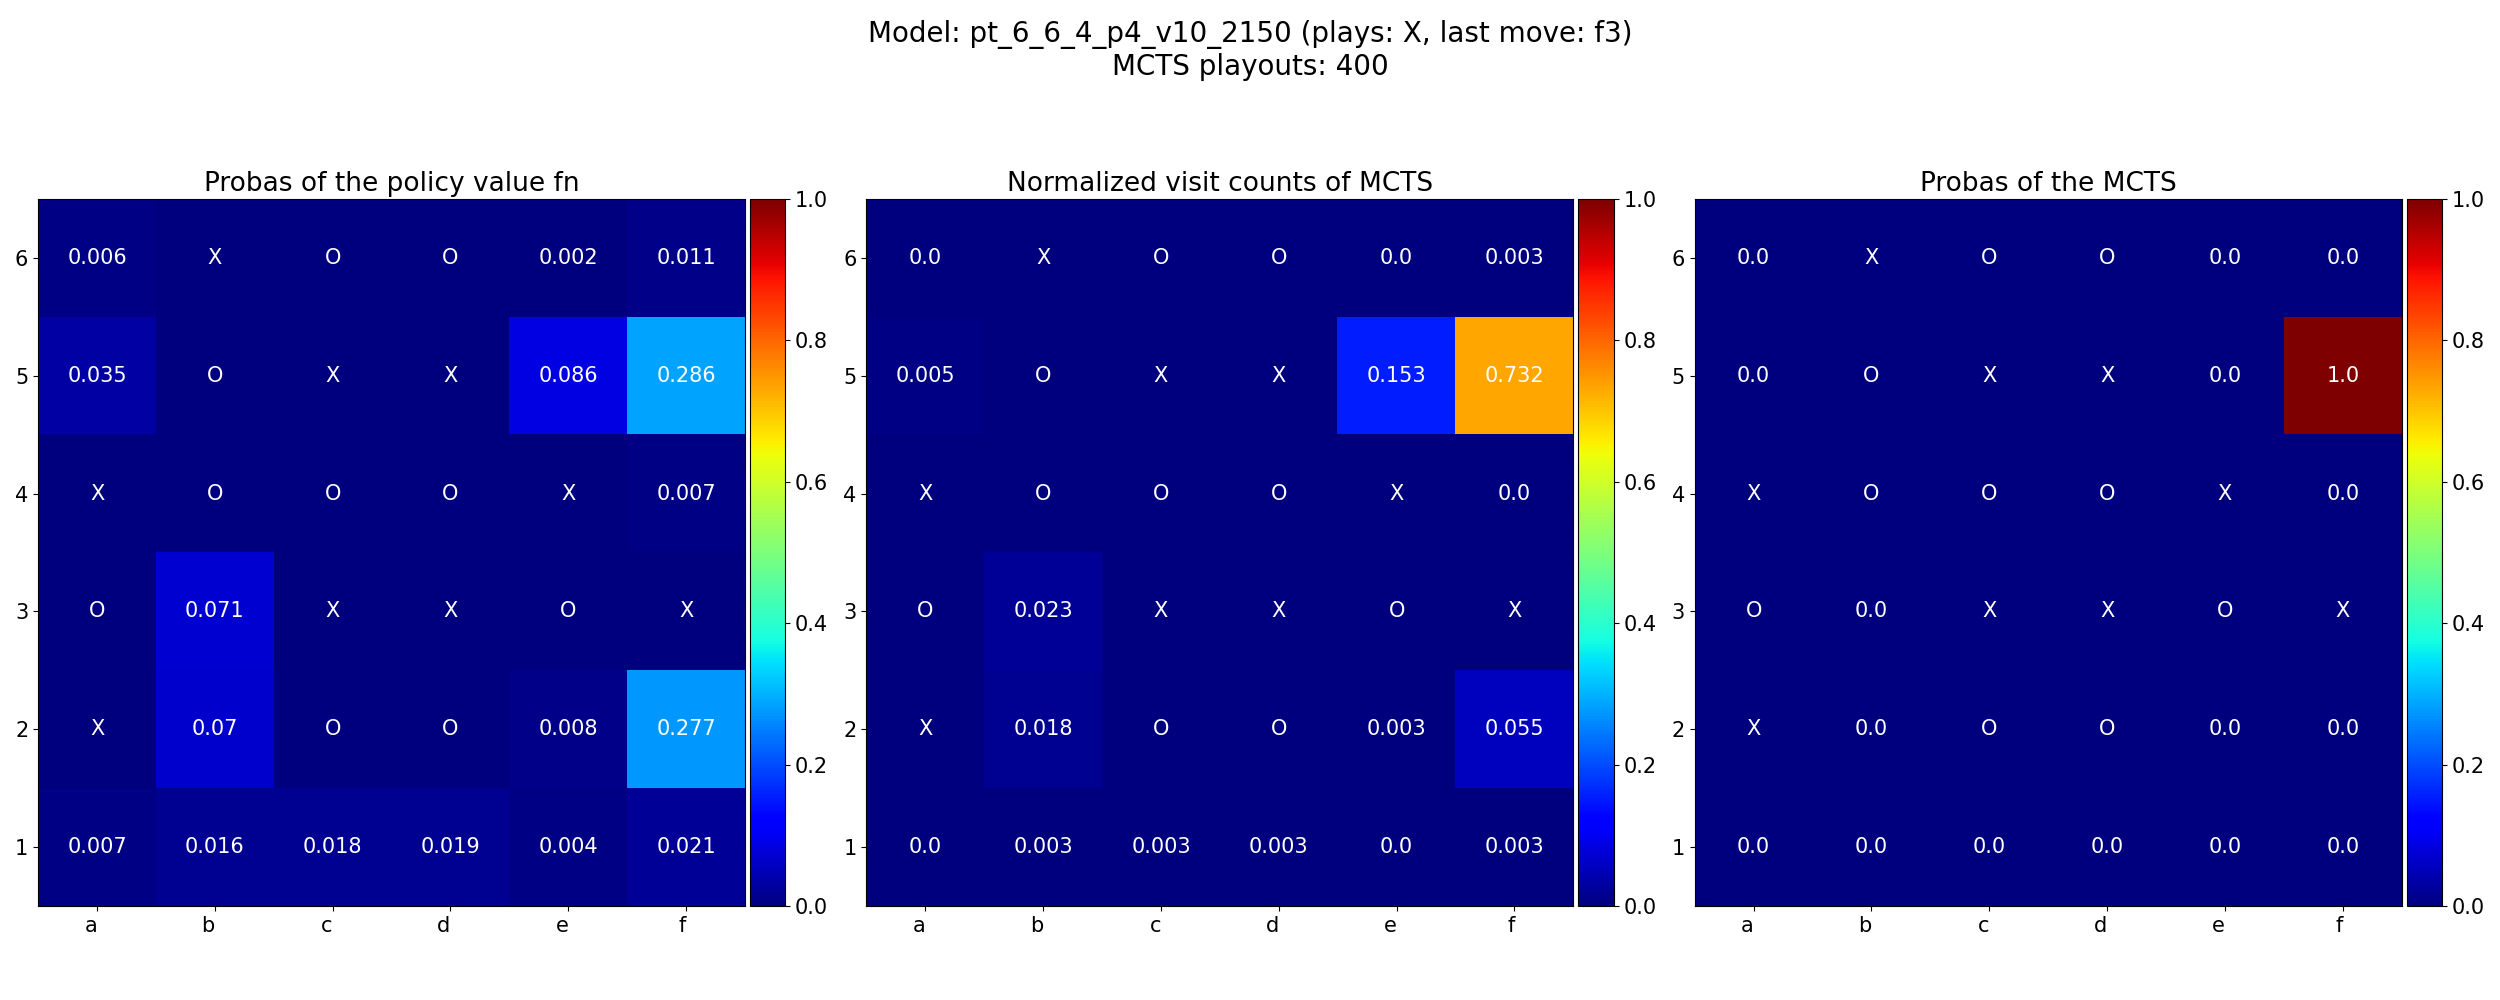 Model: pt_6_6_4_p4_v10_2150 (plays: X, last move: f3)
MCTS playouts: 400
Probas of the policy value fn
6 0.006 X O O 0.002 0.011
5 0.035 O X X 0.086 0.286
4 X O O O X 0.007
3 O 0.071 X X O X
2 X 0.07 O O 0.008 0.277
1 0.007 0.016 0.018 0.019 0.004 0.021
a b c d e f
1.0
0.8
0.6
0.4
0.2
0.0
Normalized visit counts of MCTS
6 0.0 X O O 0.0 0.003
5 0.005 O X X 0.153 0.732
4 X O O O X 0.0
3 O 0.023 X X O X
2 X 0.018 O O 0.003 0.055
1 0.0 0.003 0.003 0.003 0.0 0.003
a b c d e f
1.0
0.8
0.6
0.4
0.2
0.0
Probas of the MCTS
6 0.0 X O O 0.0 0.0
5 0.0 O X X 0.0 1.0
4 X O O O X 0.0
3 O 0.0 X X O X
2 X 0.0 O O 0.0 0.0
1 0.0 0.0 0.0 0.0 0.0 0.0
a b c d e f
1.0
0.8
0.6
0.4
0.2
0.0